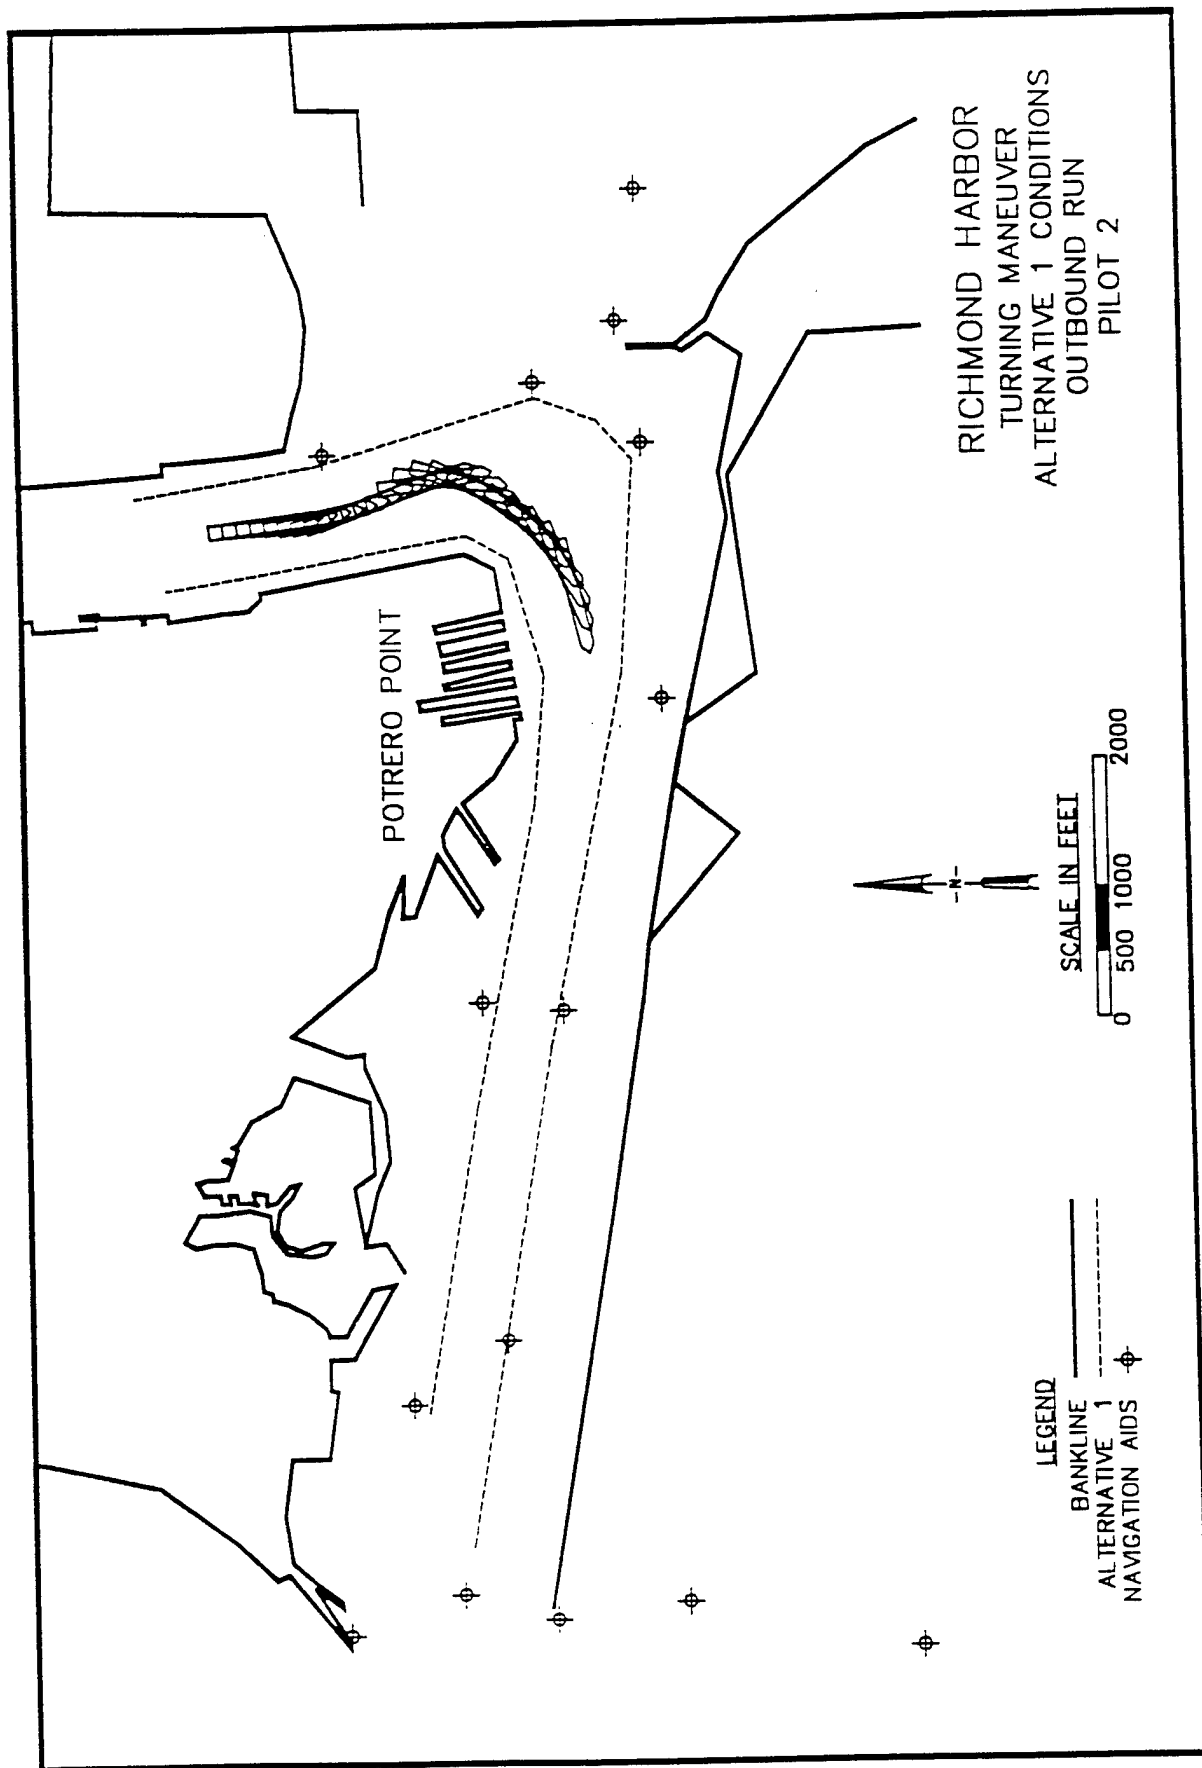 POTRERO POINT
RICHMOND HARBOR
TURNING MANEUVER
ALTERNATIVE 1 CONDITIONS
OUTBOUND RUN
PILOT 2
-N-
SCALE IN FEET
0 500 1000 2000
LEGEND
BANKLINE
ALTERNATIVE 1
NAVIGATION AIDS